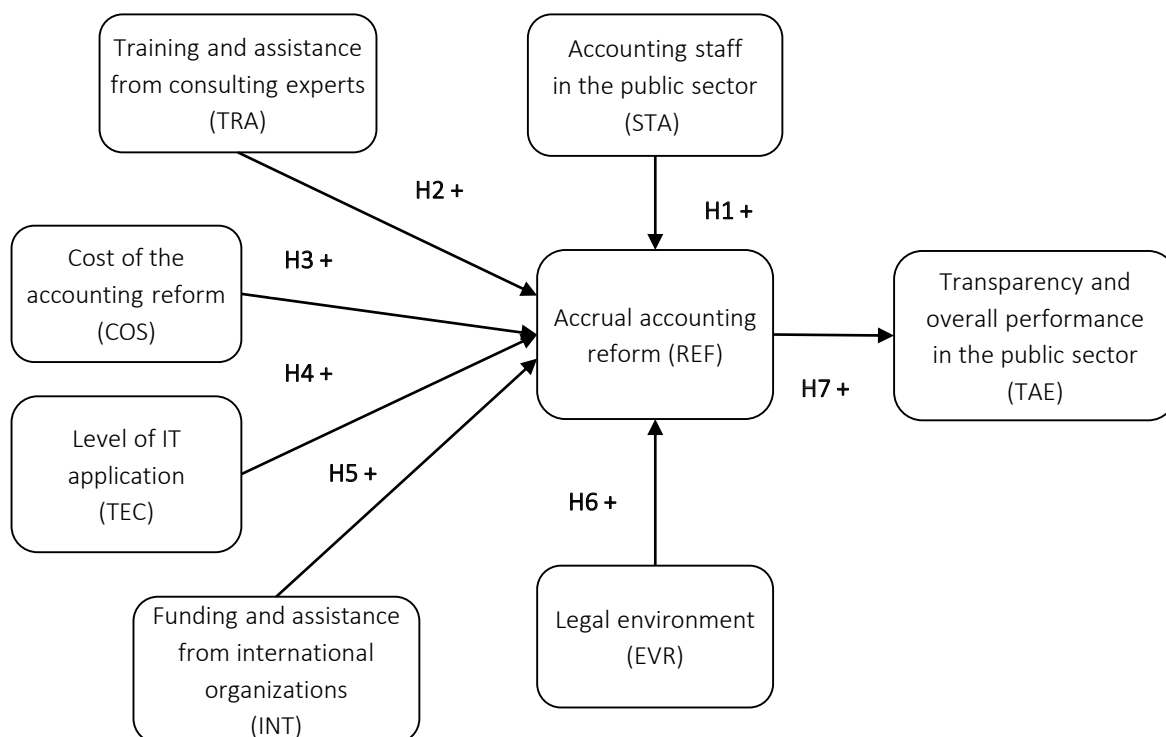 Training and assistance
from consulting experts
(TRA)
Accounting staff
in the public sector
(STA)
H2 +
H1 +
Cost of the
accounting reform
(COS)
H3 +
Accrual accounting
reform (REF)
Transparency and
overall performance
in the public sector
(TAE)
H4 +
H7 +
Level of IT
application
(TEC)
H5 +
H6 +
Funding and assistance
from international
organizations
(INT)
Legal environment
(EVR)